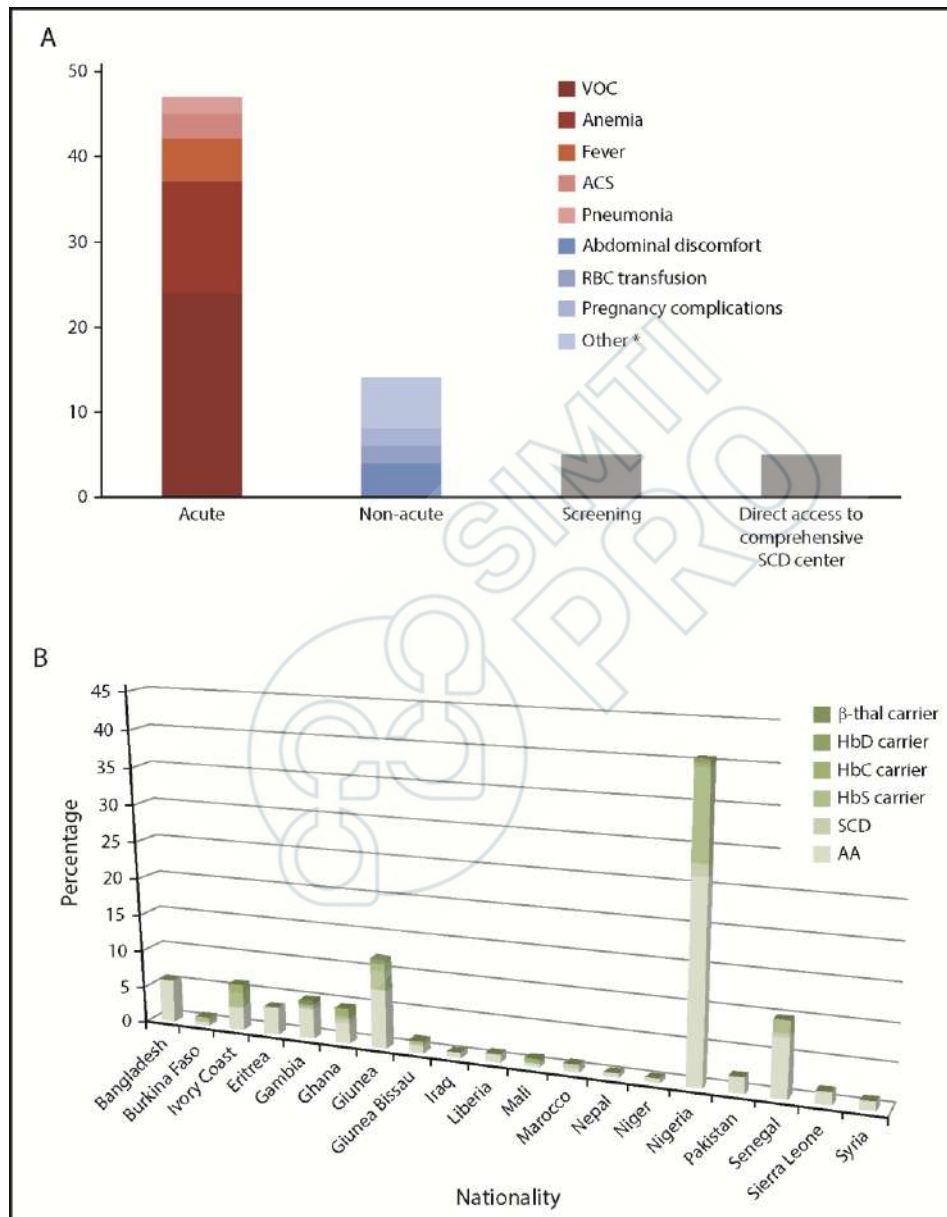 A
50
40
30
20
10
0
VOC
Anemia
Fever
ACS
Pneumonia
Abdominal discomfort
RBC transfusion
Pregnancy complications
Other *
Acute
Non-acute
Screening
Direct access to
comprehensive
SCD center
SIMTI
PRO
B
45
40
35
30
25
20
15
10
5
0
Percentage
β-thal carrier
HbD carrier
HbC carrier
HbS carrier
SCD
AA
Bangladesh
Burkina Faso
Ivory Coast
Eritrea
Gambia
Ghana
Giunea
Giunea Bissau
Iraq
Liberia
Mali
Marocco
Nepal
Niger
Nigeria
Pakistan
Senegal
Sierra Leone
Syria
Nationality